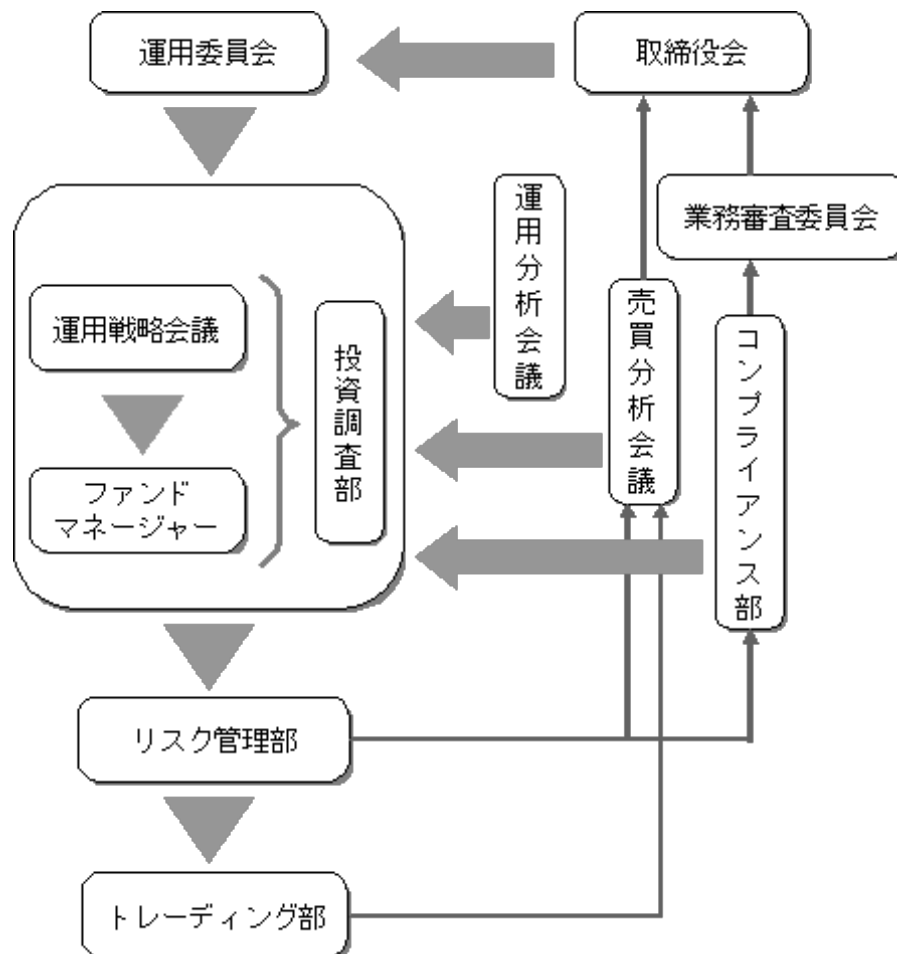 運用委員会
取締役会
業務審査委員会
運用分析会議
運用戦略会議
投資調査部
売買分析会議
コンプライアンス部
ファンド
マネージャー
リスク管理部
トレーディング部